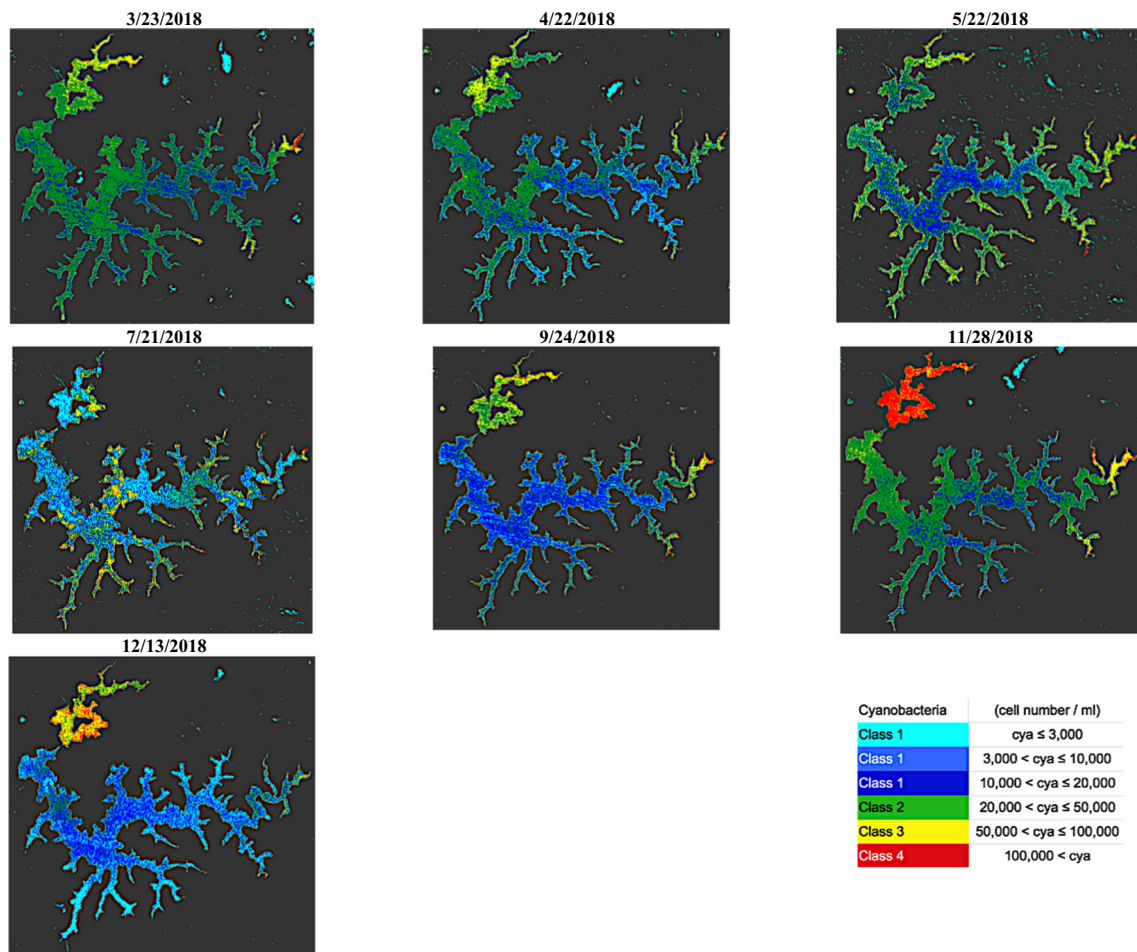 3/23/2018
4/22/2018
5/22/2018
7/21/2018
9/24/2018
11/28/2018
12/13/2018
Cyanobacteria (cell number / ml)
Class 1 cya ≤ 3,000
Class 1 3,000 < cya ≤ 10,000
Class 1 10,000 < cya ≤ 20,000
Class 2 20,000 < cya ≤ 50,000
Class 3 50,000 < cya ≤ 100,000
Class 4 100,000 < cya